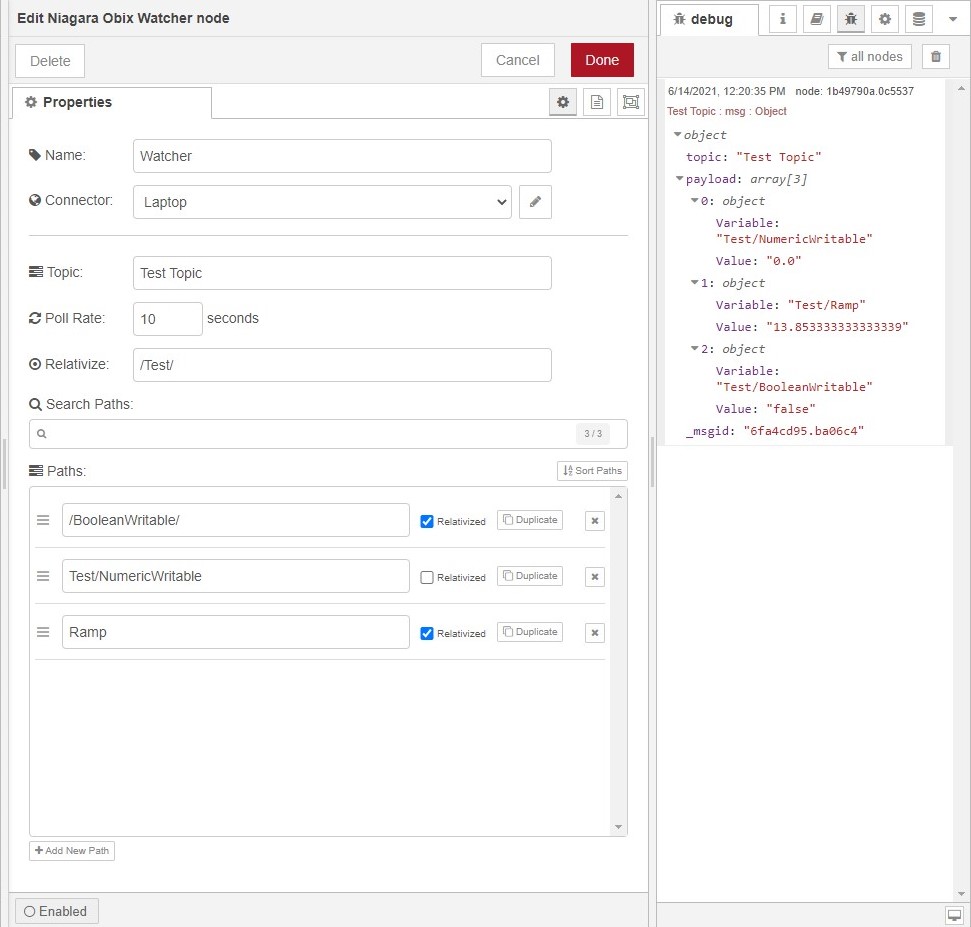 Edit Niagara Obix Watcher node
Delete
Cancel
Done
Properties
Name:
Watcher
Connector:
Laptop
Topic:
Test Topic
Poll Rate:
10
seconds
Relativize:
/Test/
Search Paths:
3 / 3
Paths:
Sort Paths
/BooleanWritable/
Relativized
Duplicate
Test/NumericWritable
Relativized
Duplicate
Ramp
Relativized
Duplicate
Add New Path
Enabled
debug
all nodes
6/14/2021, 12:20:35 PM node: 1b49790a.0c5537
Test Topic : msg : Object
object
topic: "Test Topic"
payload: array[3]
0: object
Variable:
"Test/NumericWritable"
Value: "0.0"
1: object
Variable: "Test/Ramp"
Value: "13.853333333333339"
2: object
Variable:
"Test/BooleanWritable"
Value: "false"
_msgid: "6fa4cd95.ba06c4"